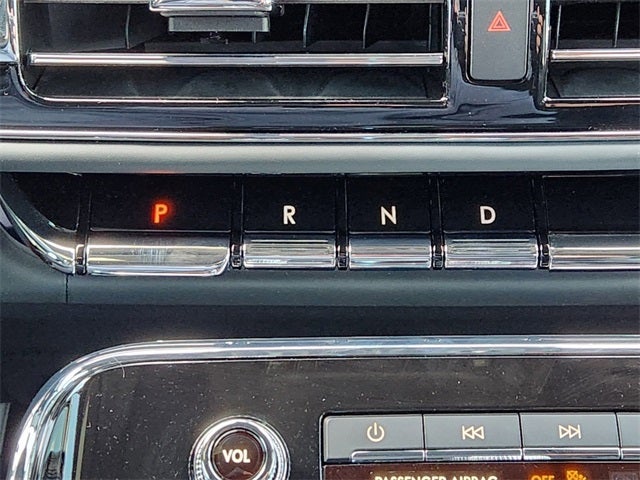 P R N D
VOL
PASSENGER AIRBAG OFF